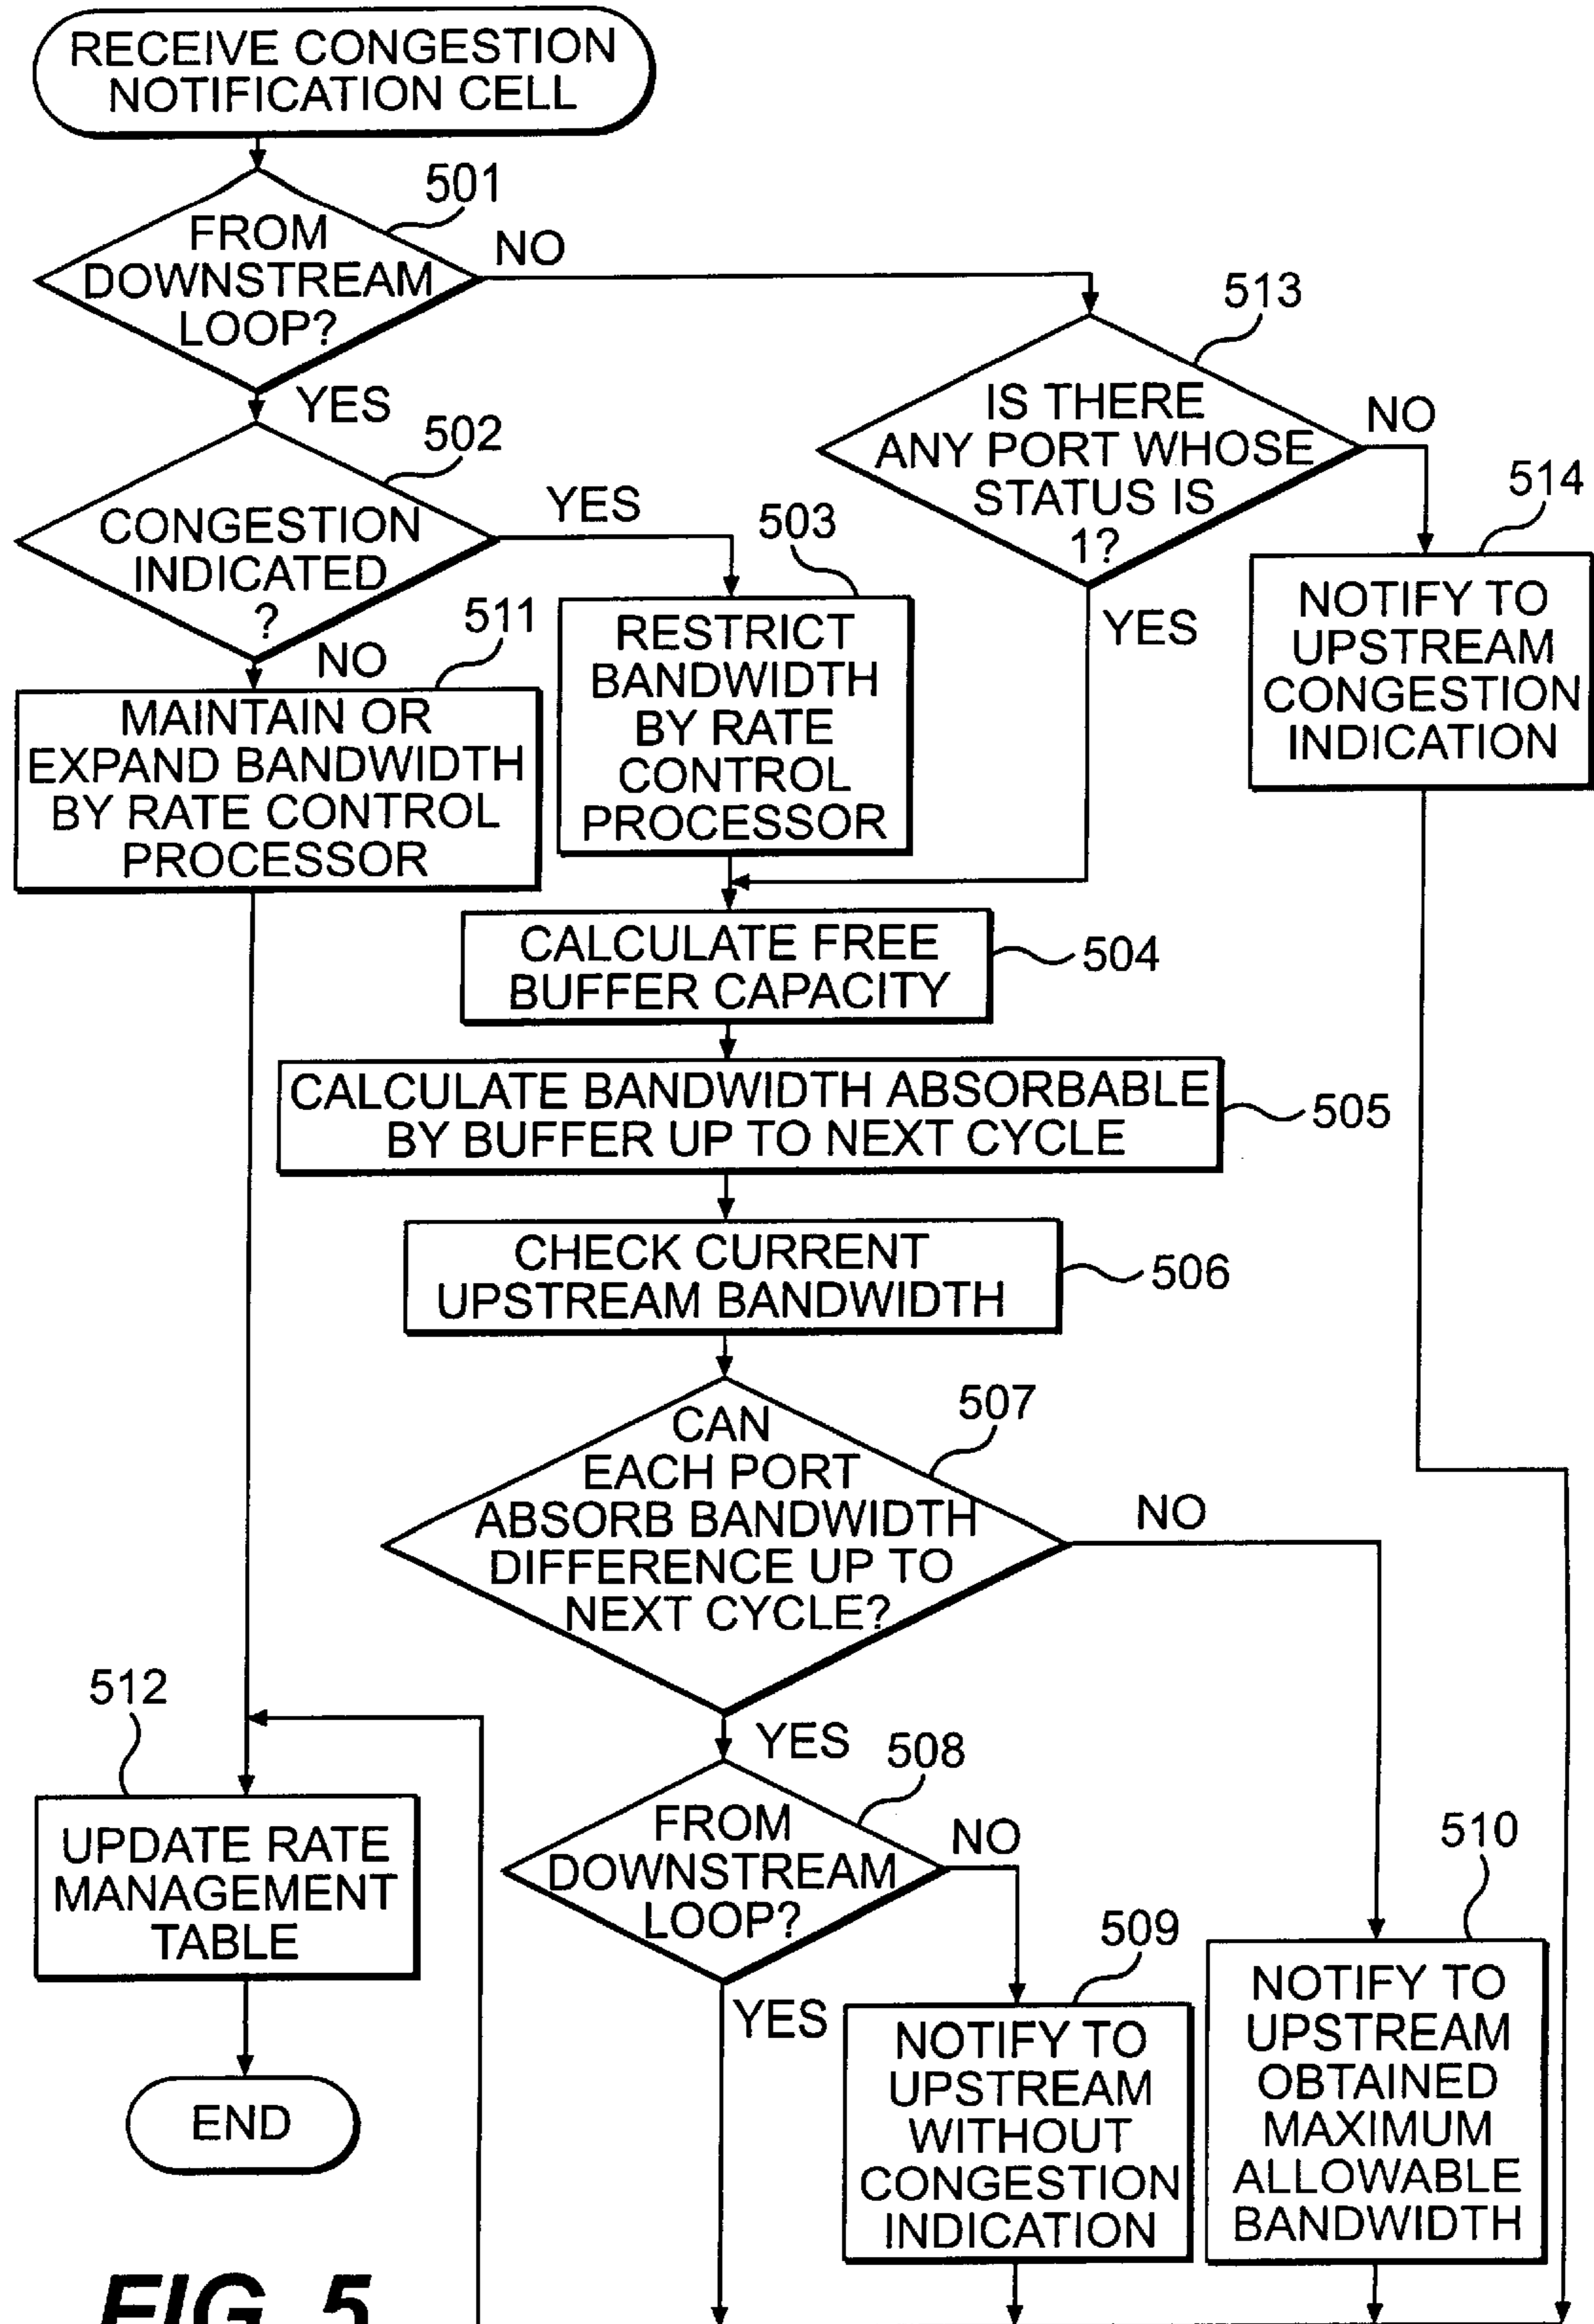 RECEIVE CONGESTION
NOTIFICATION CELL
501
FROM
DOWNSTREAM
LOOP?
NO
YES
513
IS THERE
ANY PORT WHOSE
STATUS IS
1?
NO
YES
514
NOTIFY TO
UPSTREAM
CONGESTION
INDICATION
502
CONGESTION
INDICATED
?
YES
NO
503
RESTRICT
BANDWIDTH
BY RATE
CONTROL
PROCESSOR
511
MAINTAIN OR
EXPAND BANDWIDTH
BY RATE CONTROL
PROCESSOR
CALCULATE FREE
BUFFER CAPACITY
504
CALCULATE BANDWIDTH ABSORBABLE
BY BUFFER UP TO NEXT CYCLE
505
CHECK CURRENT
UPSTREAM BANDWIDTH
506
507
CAN
EACH PORT
ABSORB BANDWIDTH
DIFFERENCE UP TO
NEXT CYCLE?
NO
YES
508
FROM
DOWNSTREAM
LOOP?
NO
YES
509
NOTIFY TO
UPSTREAM
WITHOUT
CONGESTION
INDICATION
510
NOTIFY TO
UPSTREAM
OBTAINED
MAXIMUM
ALLOWABLE
BANDWIDTH
512
UPDATE RATE
MANAGEMENT
TABLE
END
FIG. 5